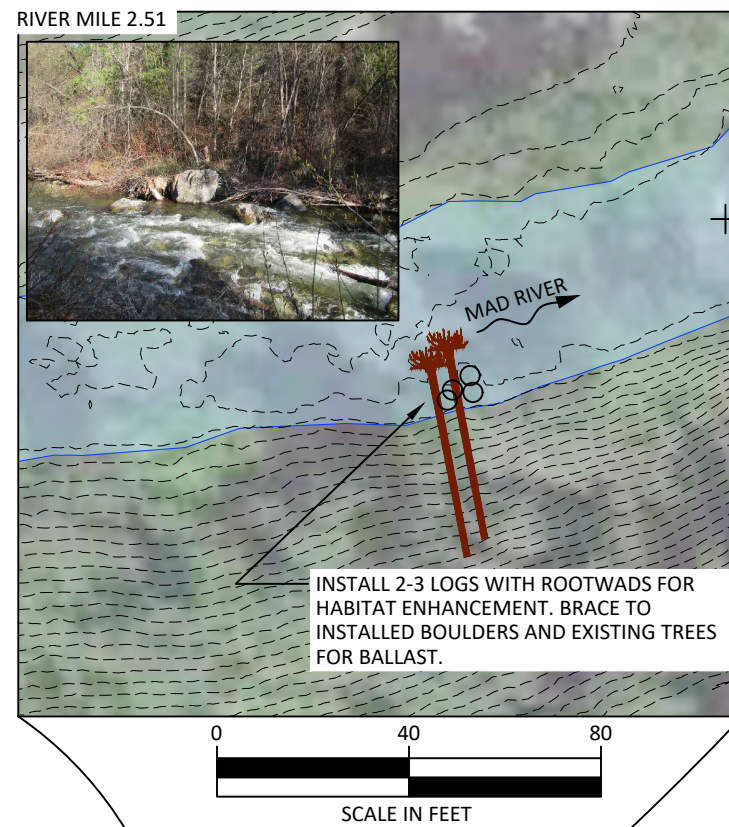 RIVER MILE 2.51
MAD RIVER
INSTALL 2-3 LOGS WITH ROOTWADS FOR
HABITAT ENHANCEMENT. BRACE TO
INSTALLED BOULDERS AND EXISTING TREES
FOR BALLAST.
0 40 80
SCALE IN FEET